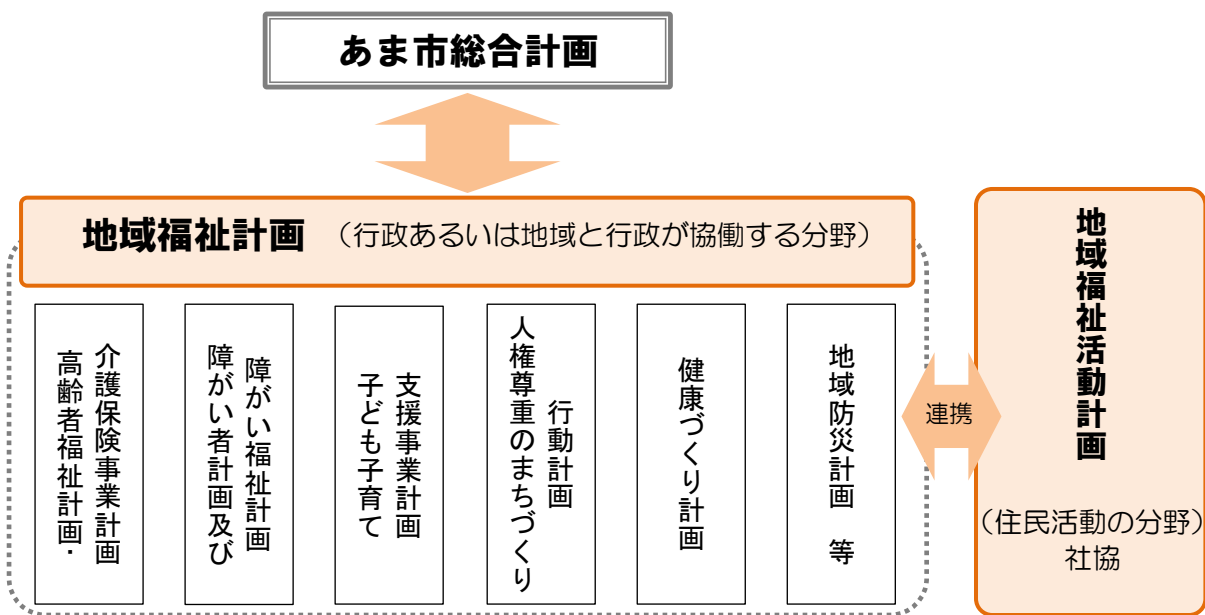 あま市総合計画
地域福祉計画 (行政あるいは地域と行政が協働する分野)
高齢者福祉計画・
介護保険事業計画
障がい者計画及び
障がい福祉計画
子ども子育て
支援事業計画
人権尊重のまちづくり
行動計画
健康づくり計画
地域防災計画 等
連携
地域福祉活動計画
(住民活動の分野)
社協